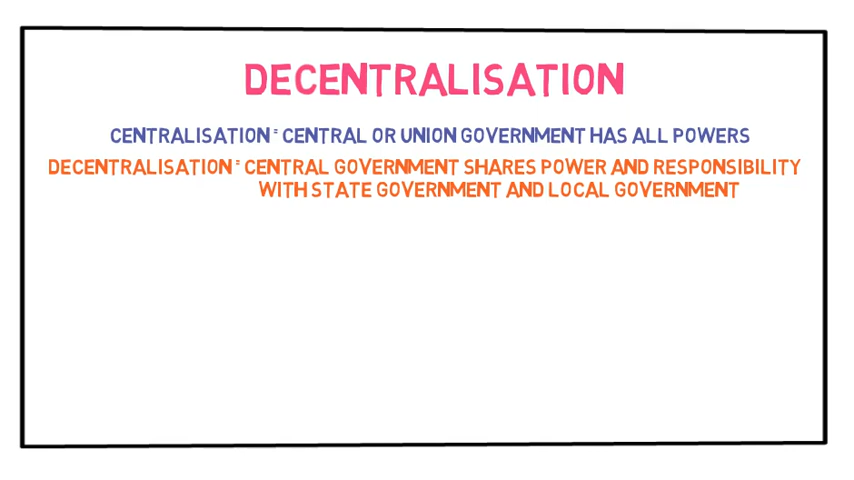 DECENTRALISATION
CENTRALISATION = CENTRAL OR UNION GOVERNMENT HAS ALL POWERS
DECENTRALISATION = CENTRAL GOVERNMENT SHARES POWER AND RESPONSIBILITY
WITH STATE GOVERNMENT AND LOCAL GOVERNMENT